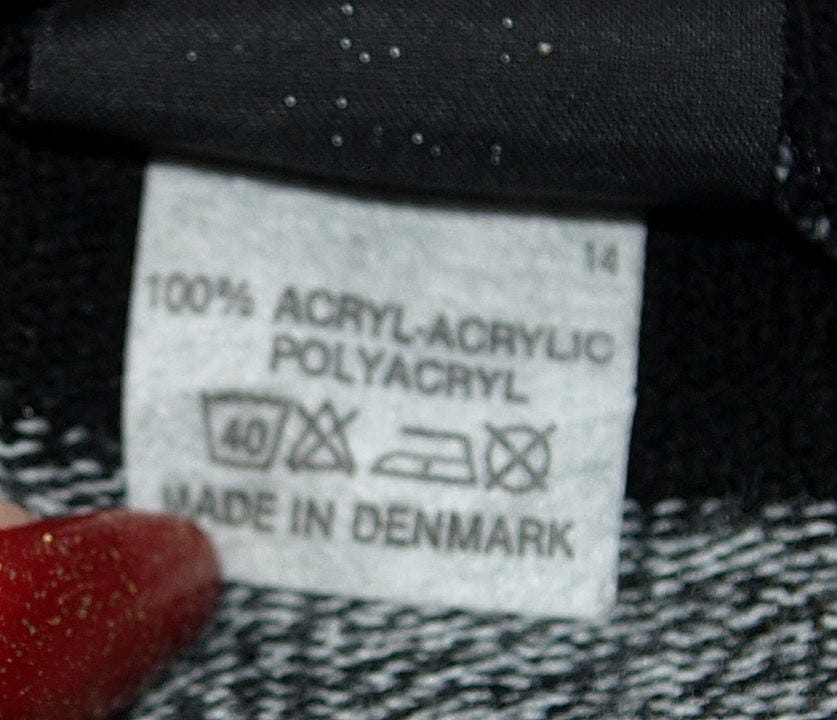 14
100% ACRYL-ACRYLIC
POLYACRYL
40
MADE IN DENMARK